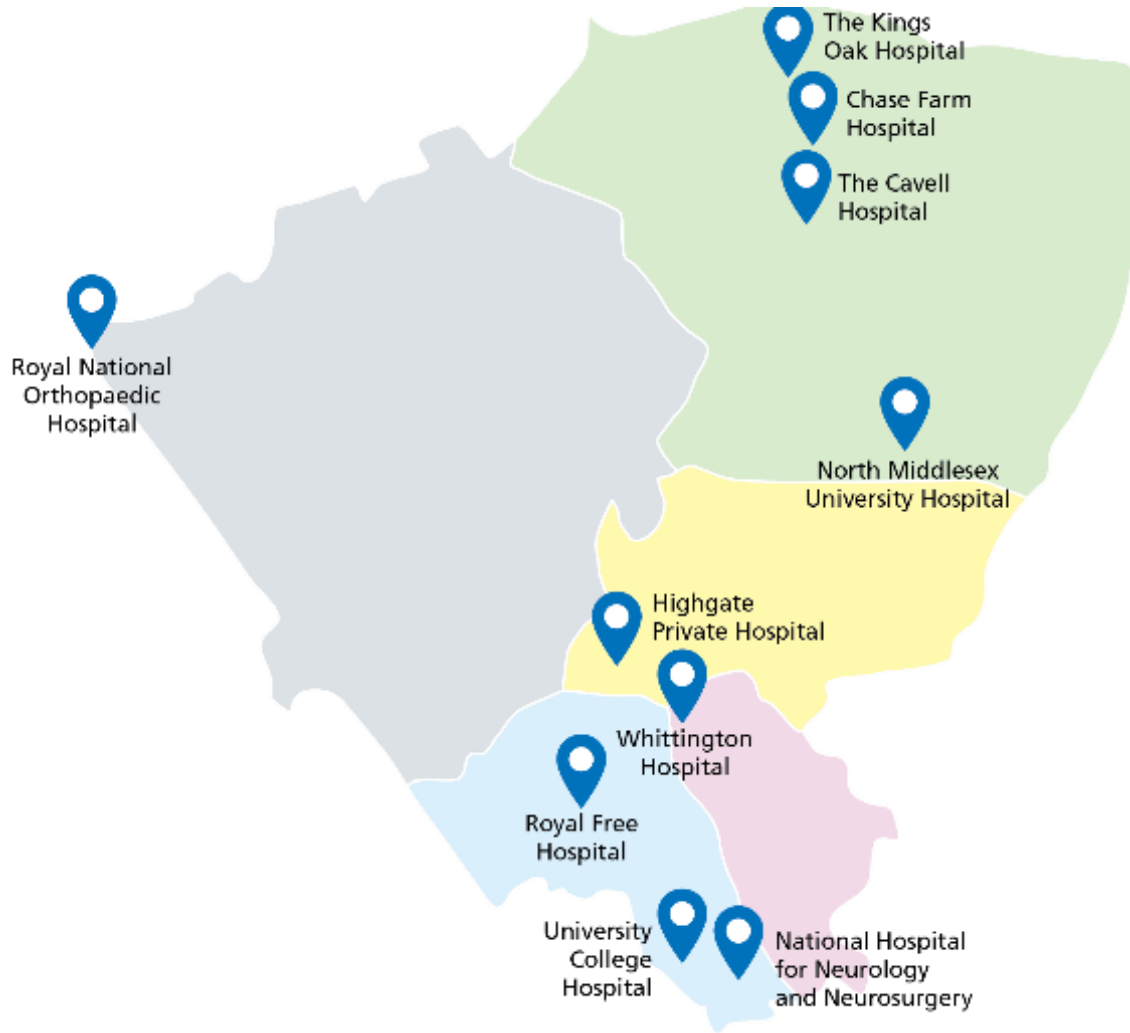 The Kings
Oak Hospital
Chase Farm
Hospital
The Cavell
Hospital
Royal National
Orthopaedic
Hospital
North Middlesex
University Hospital
Highgate
Private Hospital
Whittington
Hospital
Royal Free
Hospital
University
College
Hospital
National Hospital
for Neurology
and Neurosurgery